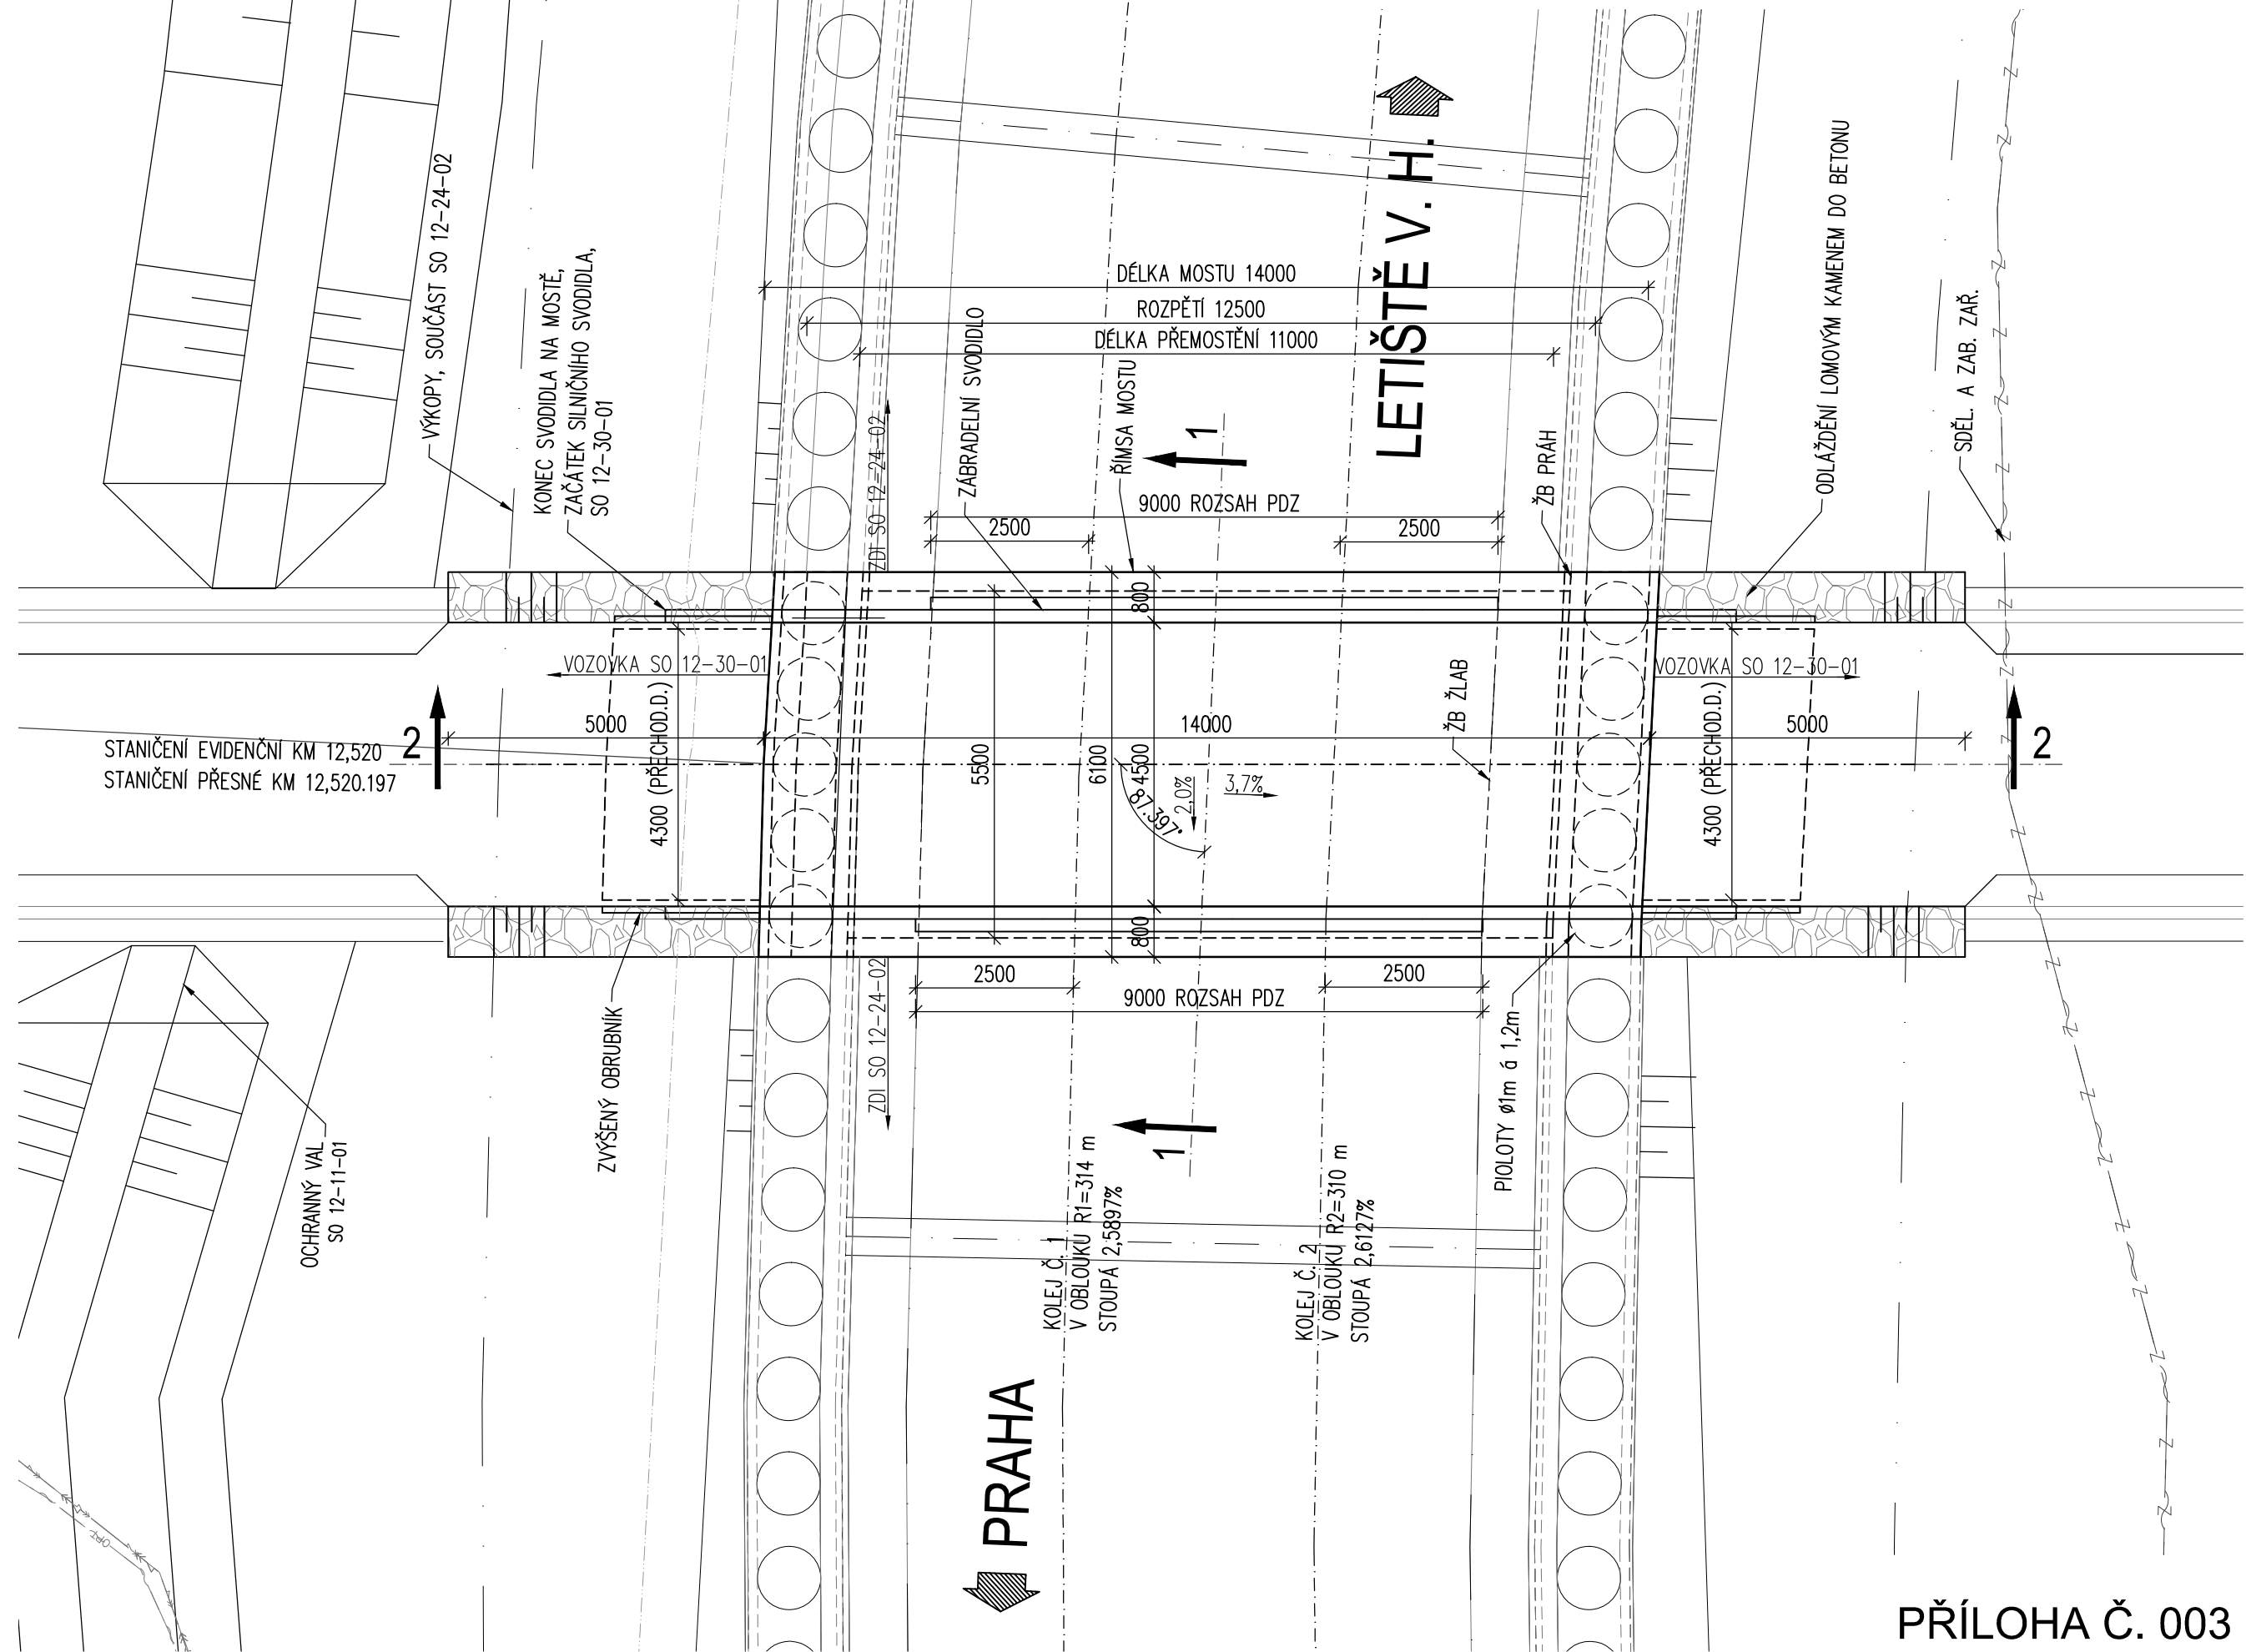 VÝKOPY, SOUČÁST SO 12-24-02
KONEC SVODIDLA NA MOSTĚ,
ZAČÁTEK SILNIČNÍHO SVODIDLA,
SO 12-30-01
DÉLKA MOSTU 14000
ROZPĚTÍ 12500
DÉLKA PŘEMOSTĚNÍ 11000
LETIŠTĚ V. H.
ZDI SO 12-24-02
ZÁBRADELNÍ SVODIDLO
ŘÍMSA MOSTU
1
9000 ROZSAH PDZ
2500
2500
ŽB PRÁH
ODLÁŽDĚNÍ LOMOVÝM KAMENEM DO BETONU
SDĚL. A ZAB. ZAŘ.
800
VOZOVKA SO 12-30-01
VOZOVKA SO 12-30-01
ŽB ŽLAB
5000
14000
5000
2
2
STANIČENÍ EVIDENČNÍ KM 12,520
STANIČENÍ PŘESNÉ KM 12,520.197
4300 (PŘECHOD.D.)
5500
6100
4500
87.397°
2,0%
3,7%
4300 (PŘECHOD.D.)
800
2500
2500
9000 ROZSAH PDZ
ZDI SO 12-24-02
ZVÝŠENÝ OBRUBNÍK
PIOLOTY ø1m á 1,2m
1
OCHRANNÝ VAL
SO 12-11-01
KOLEJ Č. 1
V OBLOUKU R1=314 m
STOUPÁ 2,5897%
KOLEJ Č. 2
V OBLOUKU R2=310 m
STOUPÁ 2,6127%
PRAHA
OPT
PŘÍLOHA Č. 003